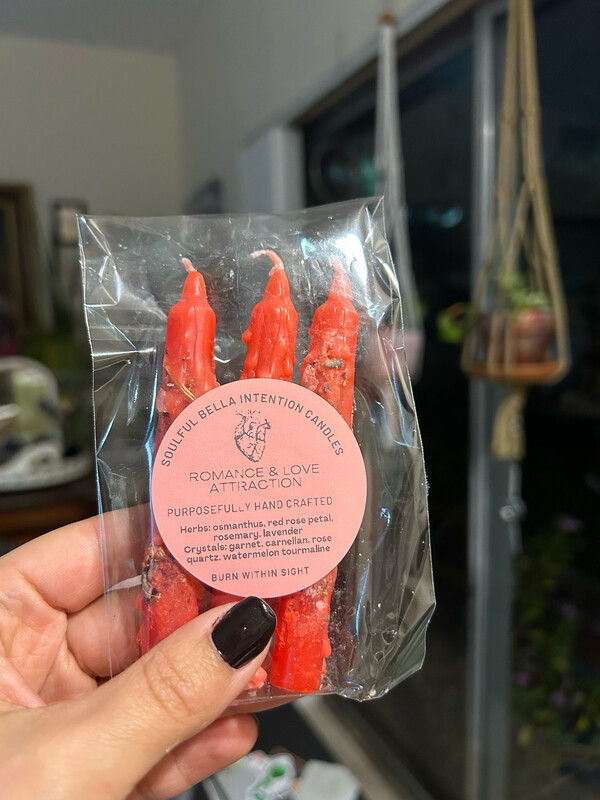 SOULFUL BELLA INTENTION CANDLES
ROMANCE & LOVE
ATTRACTION
PURPOSEFULLY HAND CRAFTED
Herbs: osmanthus, red rose petal,
rosemary, lavender
Crystals: garnet, carnelian, rose
quartz, watermelon tourmaline
BURN WITHIN SIGHT